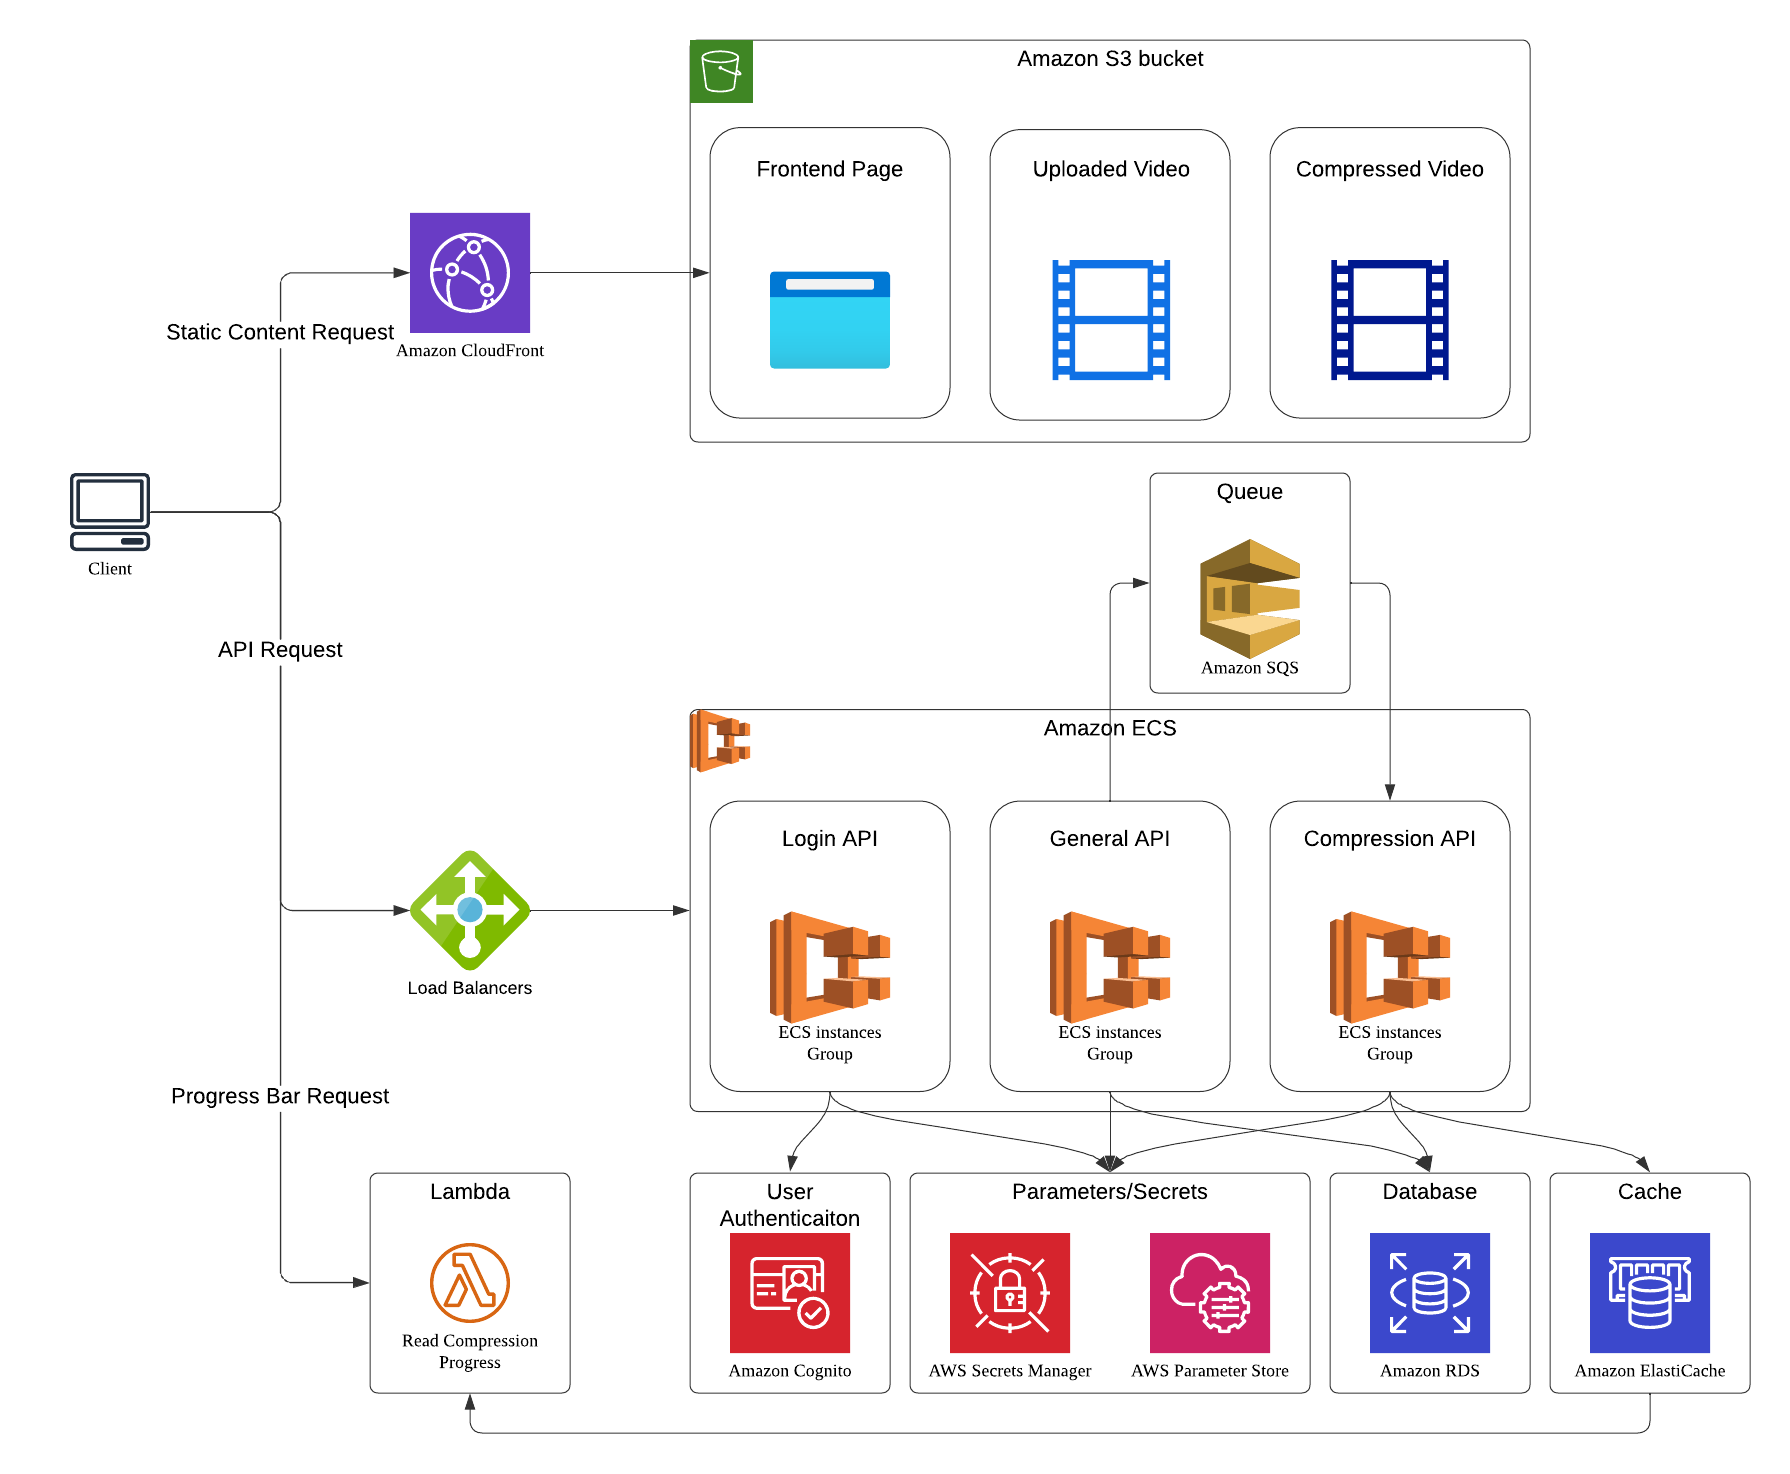 Amazon S3 bucket
Frontend Page
Uploaded Video
Compressed Video
Static Content Request
Amazon CloudFront
Client
Queue
Amazon SQS
API Request
Amazon ECS
Login API
General API
Compression API
Load Balancers
ECS instances
Group
ECS instances
Group
ECS instances
Group
Progress Bar Request
Lambda
Read Compression
Progress
User
Authenticaiton
Amazon Cognito
Parameters/Secrets
AWS Secrets Manager
AWS Parameter Store
Database
Amazon RDS
Cache
Amazon ElastiCache